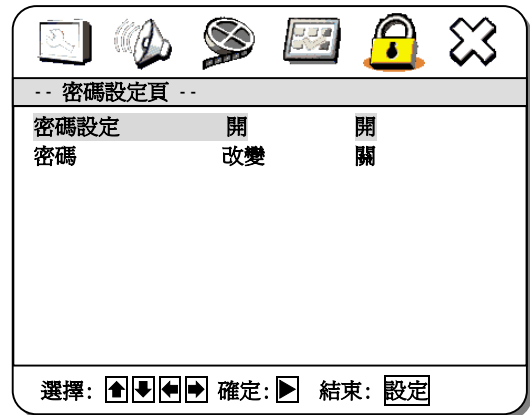 -- 密碼設定頁 --
密碼設定 開 開
密碼 改變 關
選擇: 確定: 結束: 設定